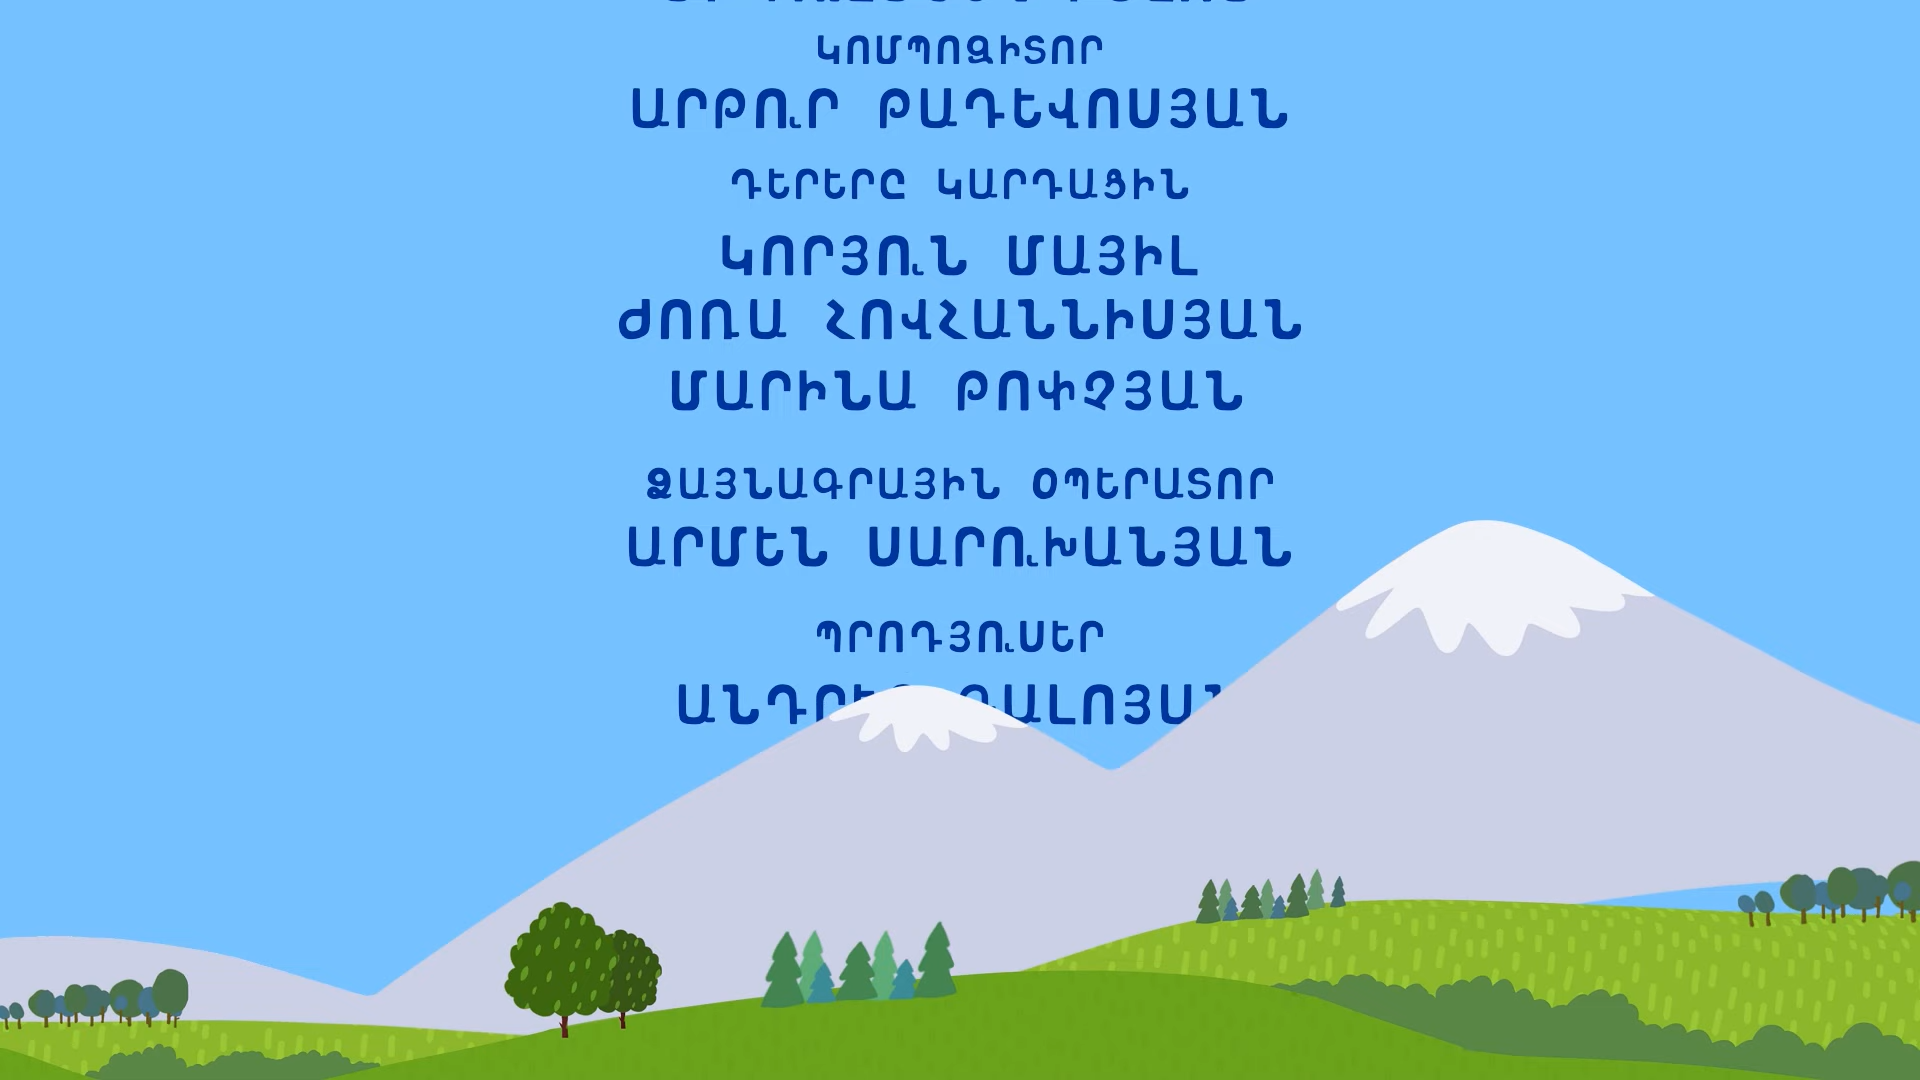 ԿՈՄՊՈԶԻՏՈՐ
ԱՐԹՈւՐ ԹԱԴԵՎՈՍՅԱՆ
ԴԵՐԵՐԸ ԿԱՐԴԱՑԻՆ
ԿՈՐՅՈւՆ ՄԱՅԻԼ
ԺՈՌԱ ՀՈՎՀԱՆՆԻՍՅԱՆ
ՄԱՐԻՆԱ ԹՈՓՉՅԱՆ
ՁԱՅՆԱԳՐԱՅԻՆ ՕՊԵՐԱՏՈՐ
ԱՐՄԵՆ ՍԱՐՈւԽԱՆՅԱՆ
ՊՐՈԴՅՈւՍԵՐ